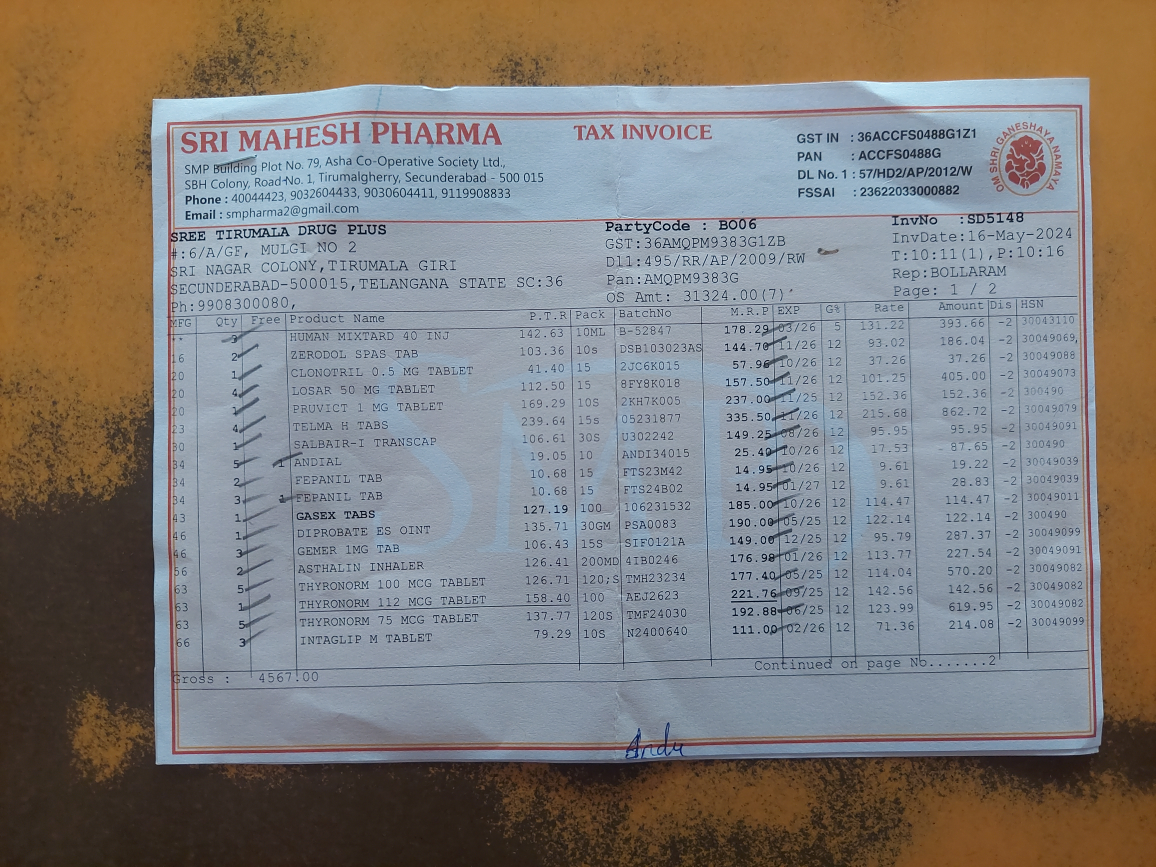 SRI MAHESH PHARMA
TAX INVOICE
SMP Building Plot No. 79, Asha Co-Operative Society Ltd.,
SBH Colony, Road No. 1, Tirumalgherry, Secunderabad - 500 015
Phone : 40044423, 9032604433, 9030604411, 9119908833
Email : smpharma2@gmail.com
GST IN : 36ACCFS0488G1Z1
PAN : ACCFS0488G
DL No. 1 : 57/HD2/AP/2012/W
FSSAI : 23622033000882
OM SHRI GANESHAYA NAMAYA
SREE TIRUMALA DRUG PLUS
#:6/A/GF, MULGI NO 2
SRI NAGAR COLONY,TIRUMALA GIRI
SECUNDERABAD-500015,TELANGANA STATE SC:36
Ph:9908300080,
PartyCode : BO06
GST:36AMQPM9383G1ZB
Dl1:495/RR/AP/2009/RW
Pan:AMQPM9383G
OS Amt: 31324.00(7)
InvNo :SD5148
InvDate:16-May-2024
T:10:11(1),P:10:16
Rep:BOLLARAM
Page: 1 / 2
MFG Qty Free Product Name P.T.R Pack BatchNo M.R.P EXP G% Rate Amount Dis HSN
** 3 HUMAN MIXTARD 40 INJ 142.63 10ML B-52847 178.29 03/26 5 131.22 393.66 -2 30043110
16 2 ZERODOL SPAS TAB 103.36 10s DSB103023AS 144.70 11/26 12 93.02 186.04 -2 30049069,
20 1 CLONOTRIL 0.5 MG TABLET 41.40 15 2JC6K015 57.96 10/26 12 37.26 37.26 -2 30049088
20 4 LOSAR 50 MG TABLET 112.50 15 8FY8K018 157.50 11/26 12 101.25 405.00 -2 30049073
20 1 PRUVICT 1 MG TABLET 169.29 10S 2KH7K005 237.00 11/25 12 152.36 152.36 -2 300490
23 4 TELMA H TABS 239.64 15s 05231877 335.50 11/26 12 215.68 862.72 -2 30049079
30 1 SALBAIR-I TRANSCAP 106.61 30S U302242 149.25 08/26 12 95.95 95.95 -2 30049091
34 5 1 ANDIAL 19.05 10 ANDI34015 25.40 10/26 12 17.53 87.65 -2 300490
34 2 FEPANIL TAB 10.68 15 FTS23M42 14.95 10/26 12 9.61 19.22 -2 30049039
34 3 1 FEPANIL TAB 10.68 15 FTS24B02 14.95 01/27 12 9.61 28.83 -2 30049039
43 1 GASEX TABS 127.19 100 106231532 185.00 10/26 12 114.47 114.47 -2 30049011
46 1 DIPROBATE ES OINT 135.71 30GM PSA0083 190.00 05/25 12 122.14 122.14 -2 300490
46 3 GEMER 1MG TAB 106.43 15S SIF0121A 149.00 12/25 12 95.79 287.37 -2 30049099
56 2 ASTHALIN INHALER 126.41 200MD 4IB0246 176.98 01/26 12 113.77 227.54 -2 30049091
63 5 THYRONORM 100 MCG TABLET 126.71 120;S TMH23234 177.40 05/25 12 114.04 570.20 -2 30049082
63 1 THYRONORM 112 MCG TABLET 158.40 100 AEJ2623 221.76 09/25 12 142.56 142.56 -2 30049082
63 5 THYRONORM 75 MCG TABLET 137.77 120S TMF24030 192.88 06/25 12 123.99 619.95 -2 30049082
66 3 INTAGLIP M TABLET 79.29 10S N2400640 111.00 02/26 12 71.36 214.08 -2 30049099
Continued on page No.......2
Gross : 4567.00